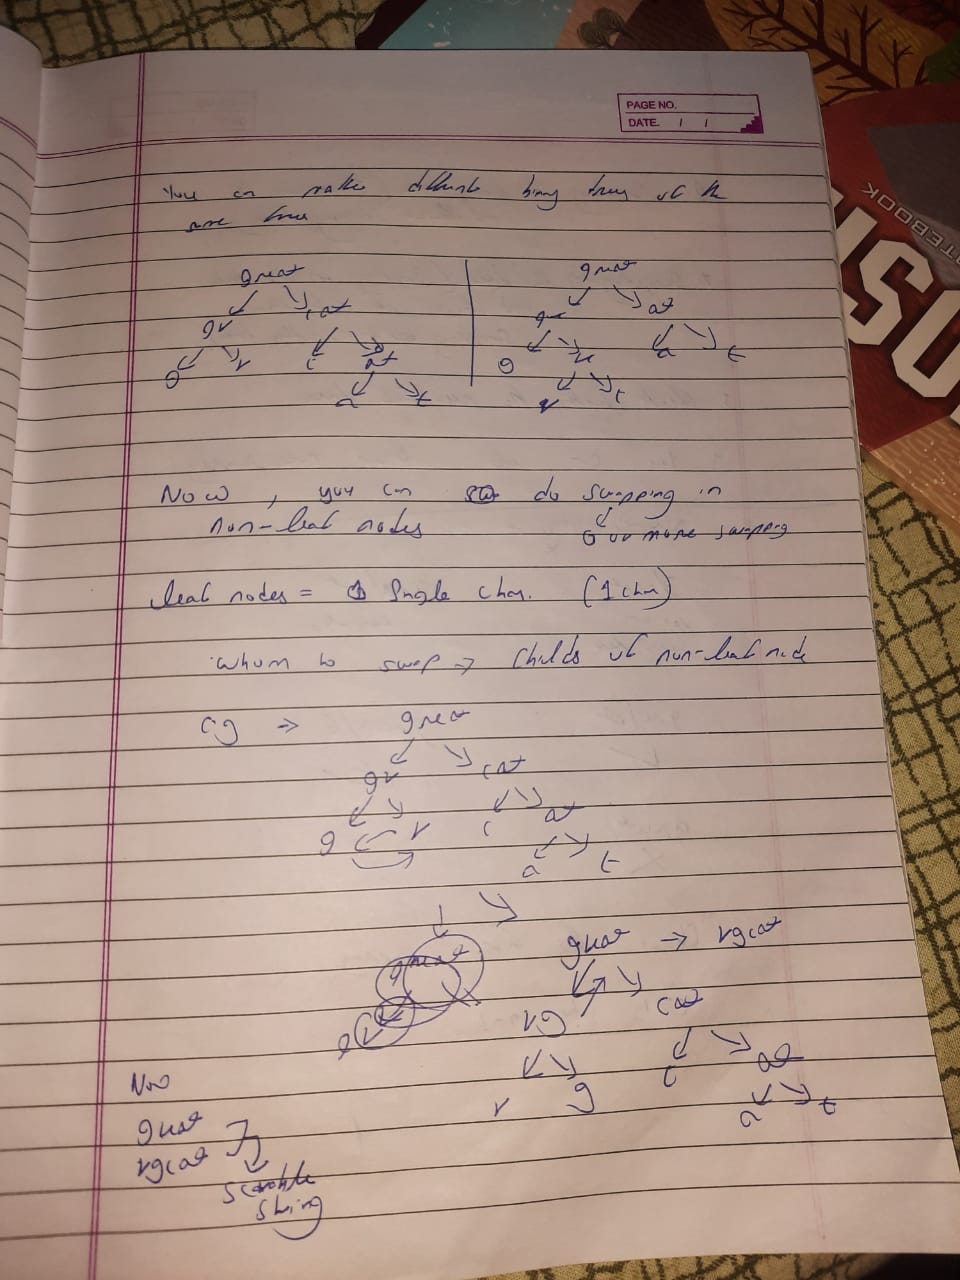 PAGE NO.
DATE. / /
You can make different binary trees of the
same tree
great great
gr eat gre at
g r e at g re a t
a t r e
Now, you can do swapping in
non-leaf nodes 0 or more swapping
leaf nodes = Single char. (1 char)
whom to swap → childs of non-leaf node
eg → great
gr eat
g r e at
a t
great → rgeat
rg eat
r g e at
a t
Now
great
rgeat
Scramble
String
NOTEBOOK